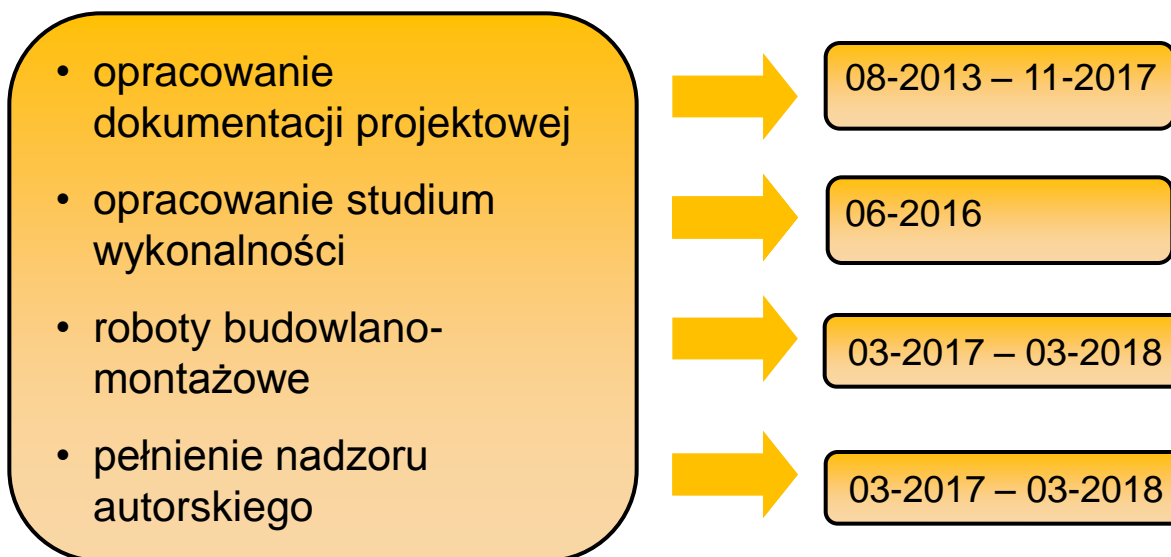 • opracowanie
dokumentacji projektowej
08-2013 – 11-2017
• opracowanie studium
wykonalności
06-2016
• roboty budowlano-
montażowe
03-2017 – 03-2018
• pełnienie nadzoru
autorskiego
03-2017 – 03-2018